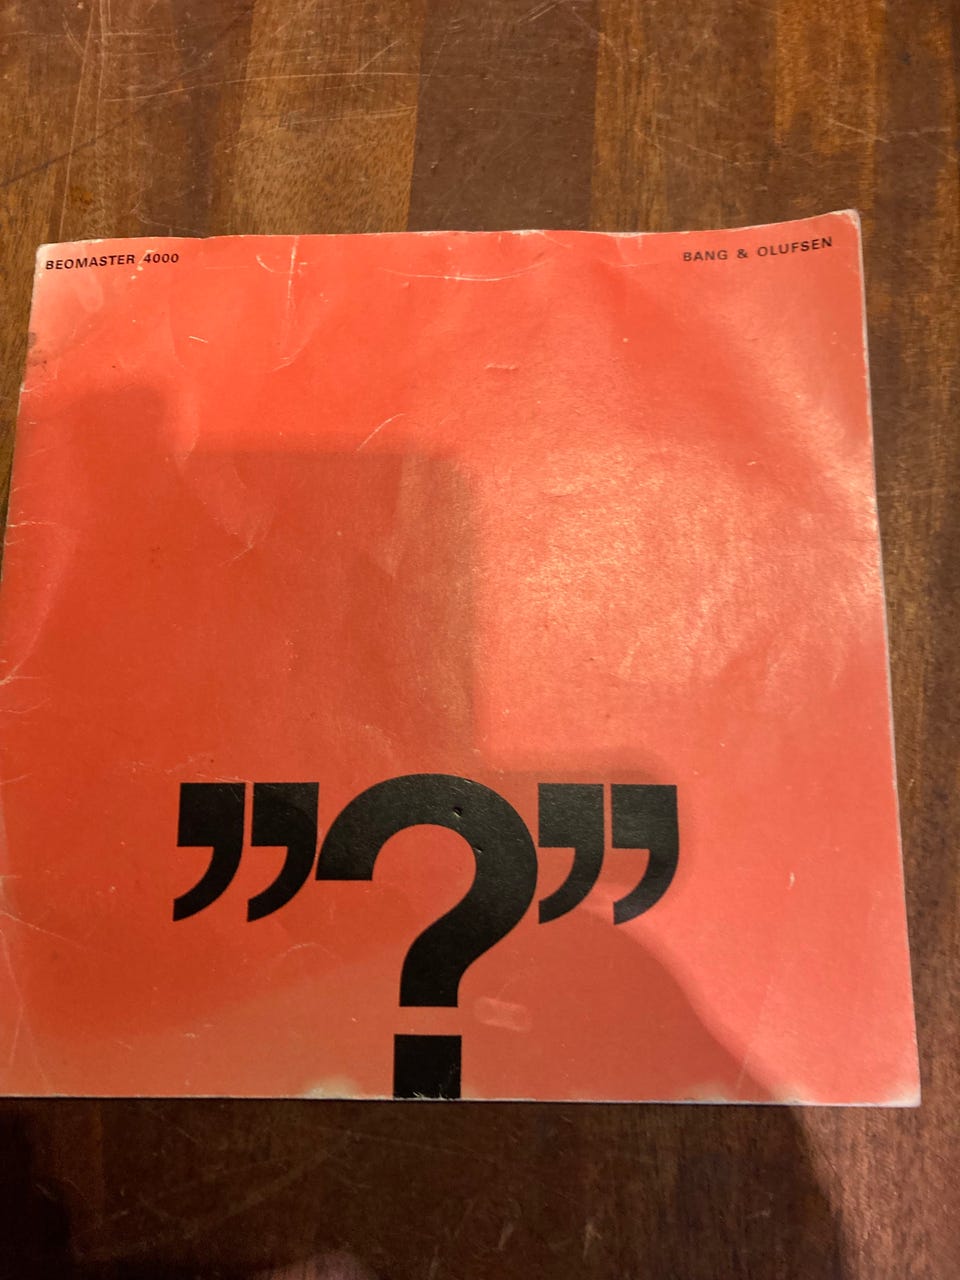 BEOMASTER 4000
BANG & OLUFSEN
”?”